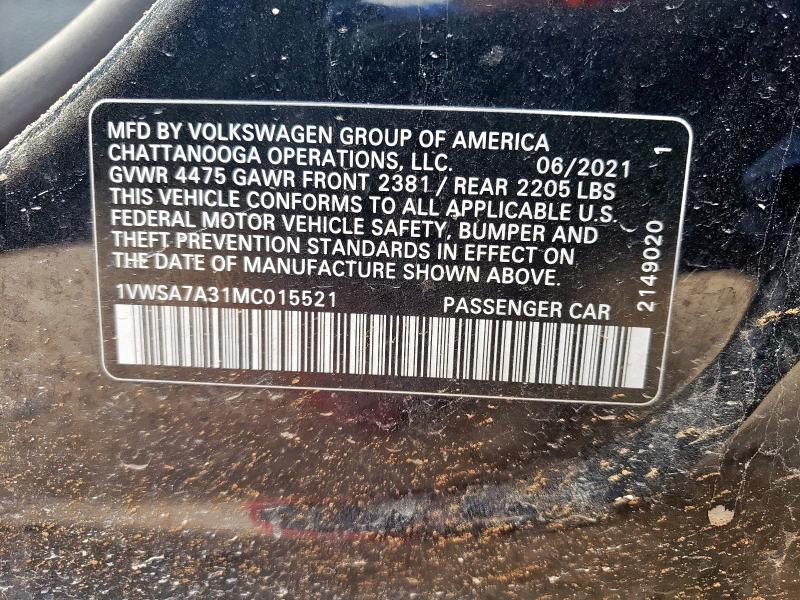 MFD BY VOLKSWAGEN GROUP OF AMERICA
CHATTANOOGA OPERATIONS, LLC. 06/2021
GVWR 4475 GAWR FRONT 2381 / REAR 2205 LBS
THIS VEHICLE CONFORMS TO ALL APPLICABLE U.S.
FEDERAL MOTOR VEHICLE SAFETY, BUMPER AND
THEFT PREVENTION STANDARDS IN EFFECT ON
THE DATE OF MANUFACTURE SHOWN ABOVE.
1VWSA7A31MC015521 PASSENGER CAR
2149020 1